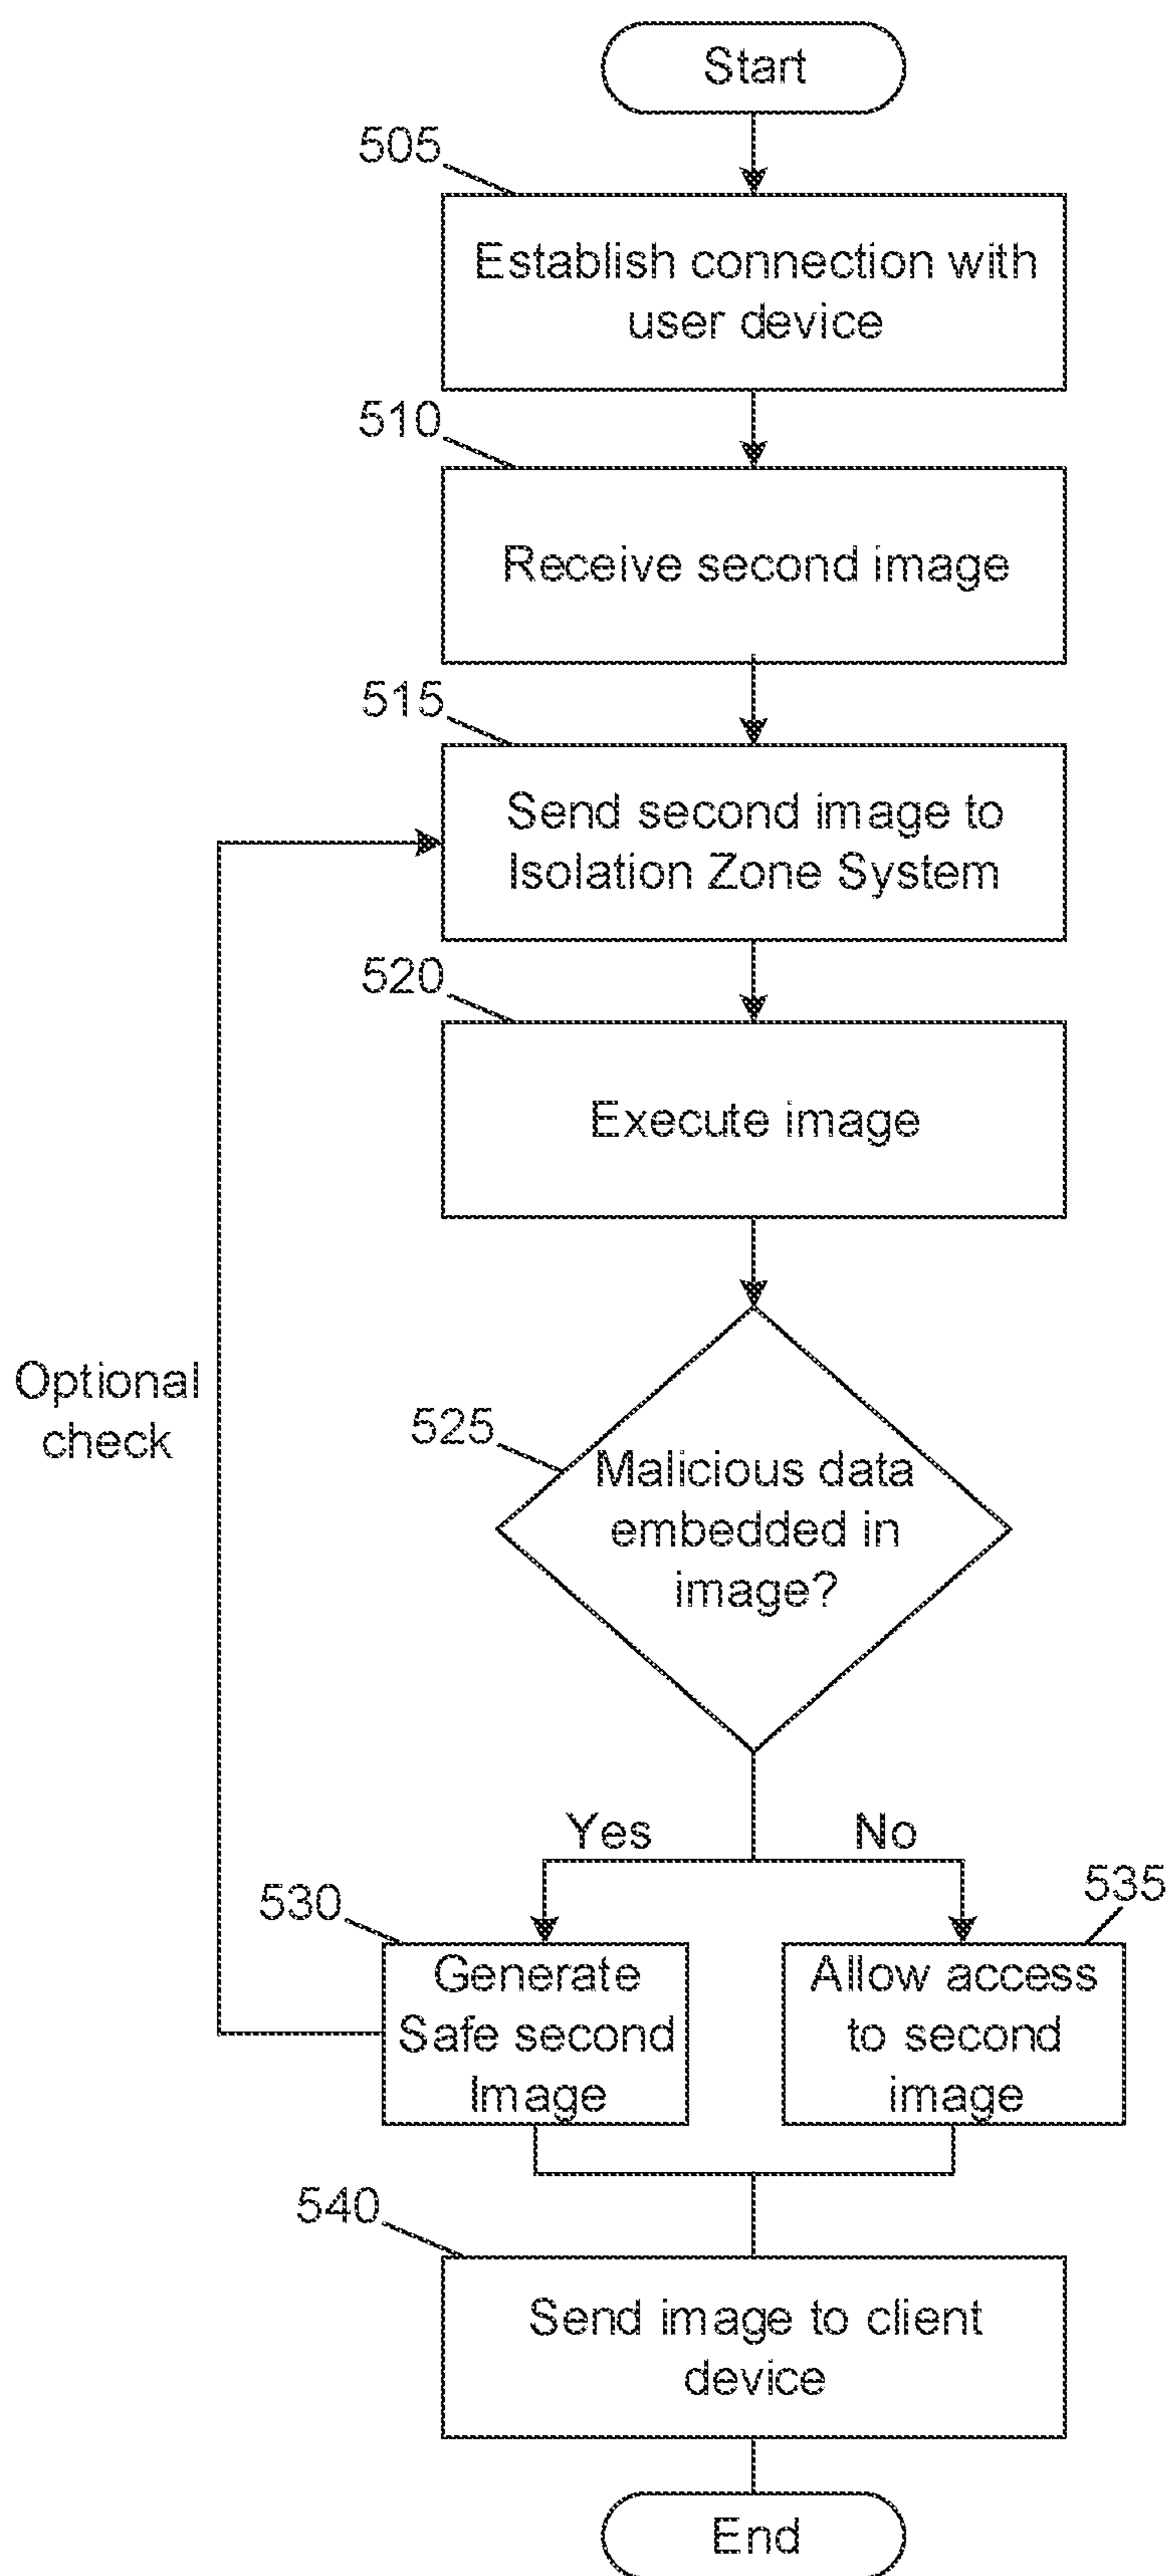 Start
505
Establish connection with
user device
510
Receive second image
515
Send second image to
Isolation Zone System
520
Execute image
Optional
check
525
Malicious data
embedded in
image?
Yes
No
530
535
Generate
Safe second
Image
Allow access
to second
image
540
Send image to client
device
End